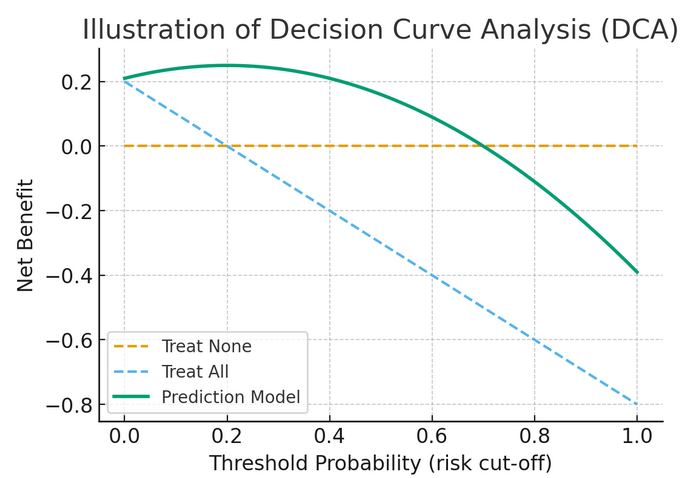 Illustration of Decision Curve Analysis (DCA)
Net Benefit
0.2
0.0
−0.2
−0.4
−0.6
−0.8
Treat None
Treat All
Prediction Model
0.0 0.2 0.4 0.6 0.8 1.0
Threshold Probability (risk cut-off)